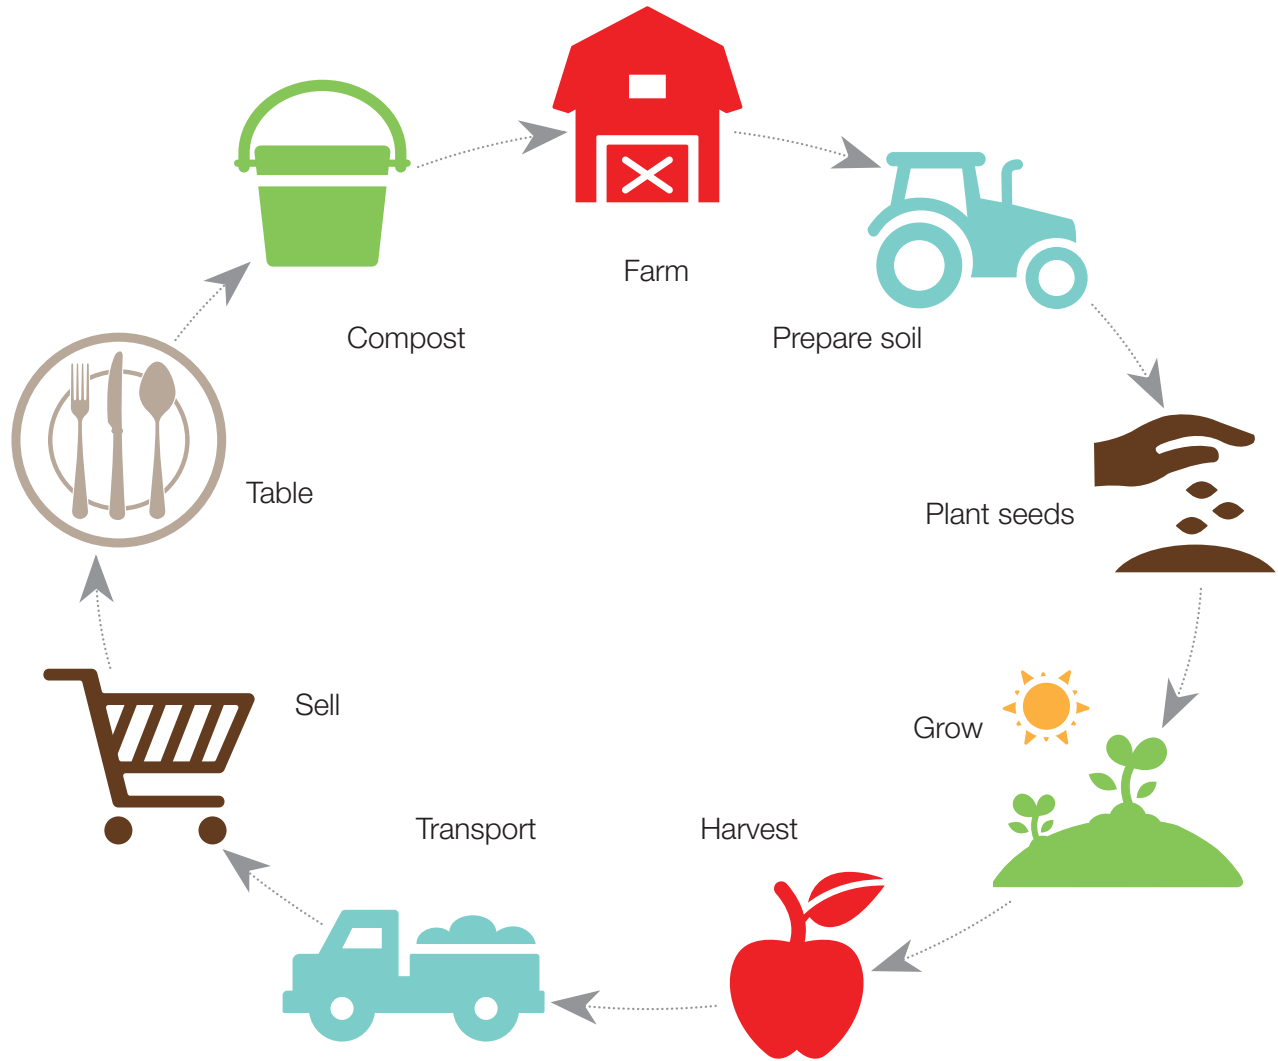 Farm
Prepare soil
Plant seeds
Grow
Harvest
Transport
Sell
Table
Compost